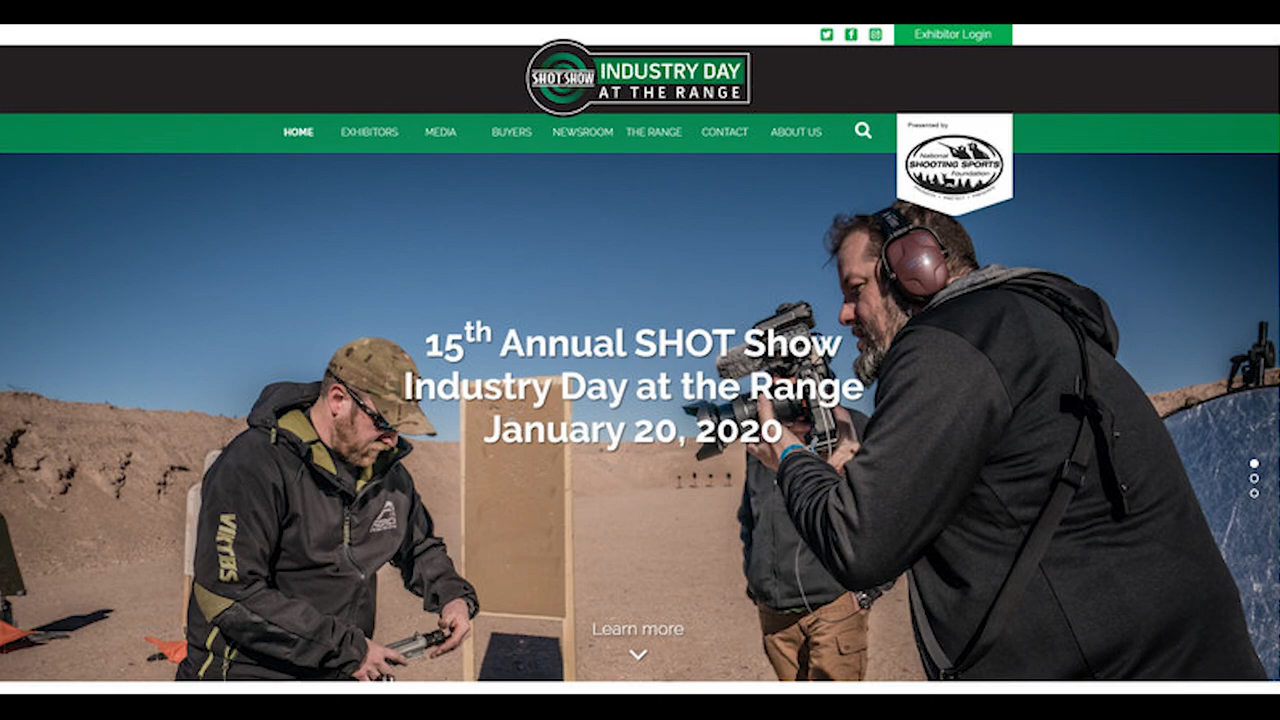 Exhibitor Login
SHOT SHOW
INDUSTRY DAY
AT THE RANGE
HOME EXHIBITORS MEDIA BUYERS NEWSROOM THE RANGE CONTACT ABOUT US
Presented by
National
SHOOTING SPORTS
Foundation
15th Annual SHOT Show
Industry Day at the Range
January 20, 2020
VIRTUS
Learn more